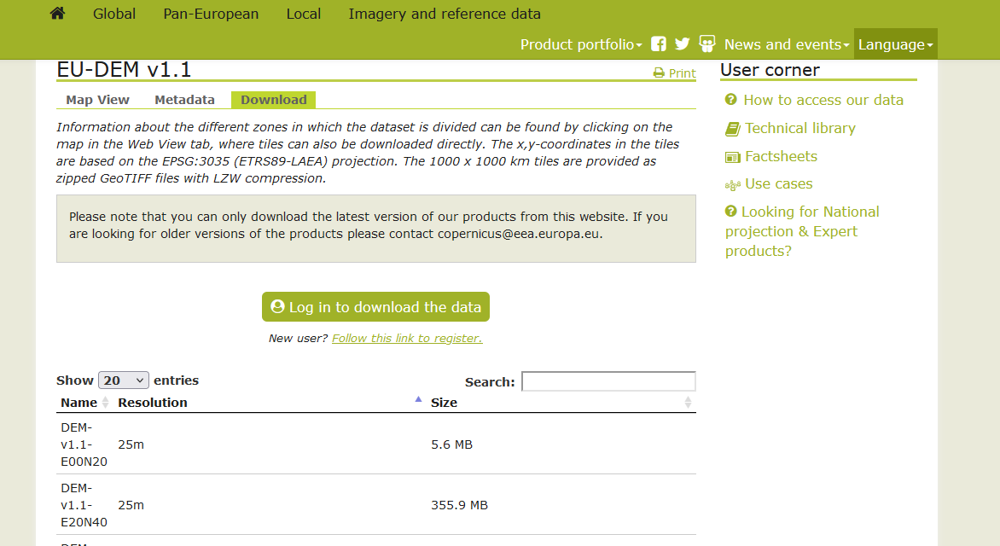 Global Pan-European Local Imagery and reference data
Product portfolio News and events Language
EU-DEM v1.1
Print
Map View Metadata Download
Information about the different zones in which the dataset is divided can be found by clicking on the
map in the Web View tab, where tiles can also be downloaded directly. The x,y-coordinates in the tiles
are based on the EPSG:3035 (ETRS89-LAEA) projection. The 1000 x 1000 km tiles are provided as
zipped GeoTIFF files with LZW compression.
Please note that you can only download the latest version of our products from this website. If you
are looking for older versions of the products please contact copernicus@eea.europa.eu.
Log in to download the data
New user? Follow this link to register.
Show 20 entries
Search:
Name Resolution Size
DEM-
v1.1-
E00N20
25m
5.6 MB
DEM-
v1.1-
E20N40
25m
355.9 MB
User corner
How to access our data
Technical library
Factsheets
Use cases
Looking for National
projection & Expert
products?